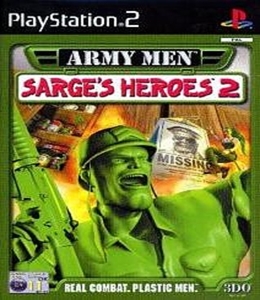 PlayStation 2
ARMY MEN
SARGE'S HEROES 2
MISSING
REAL COMBAT. PLASTIC MEN.
3DO